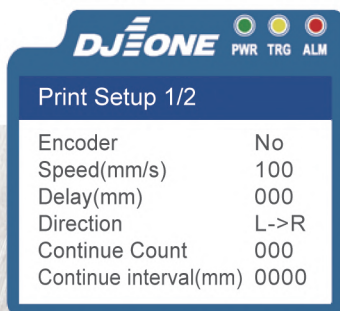 DJEONE
PWR TRG ALM
Print Setup 1/2
Encoder No
Speed(mm/s) 100
Delay(mm) 000
Direction L->R
Continue Count 000
Continue interval(mm) 0000